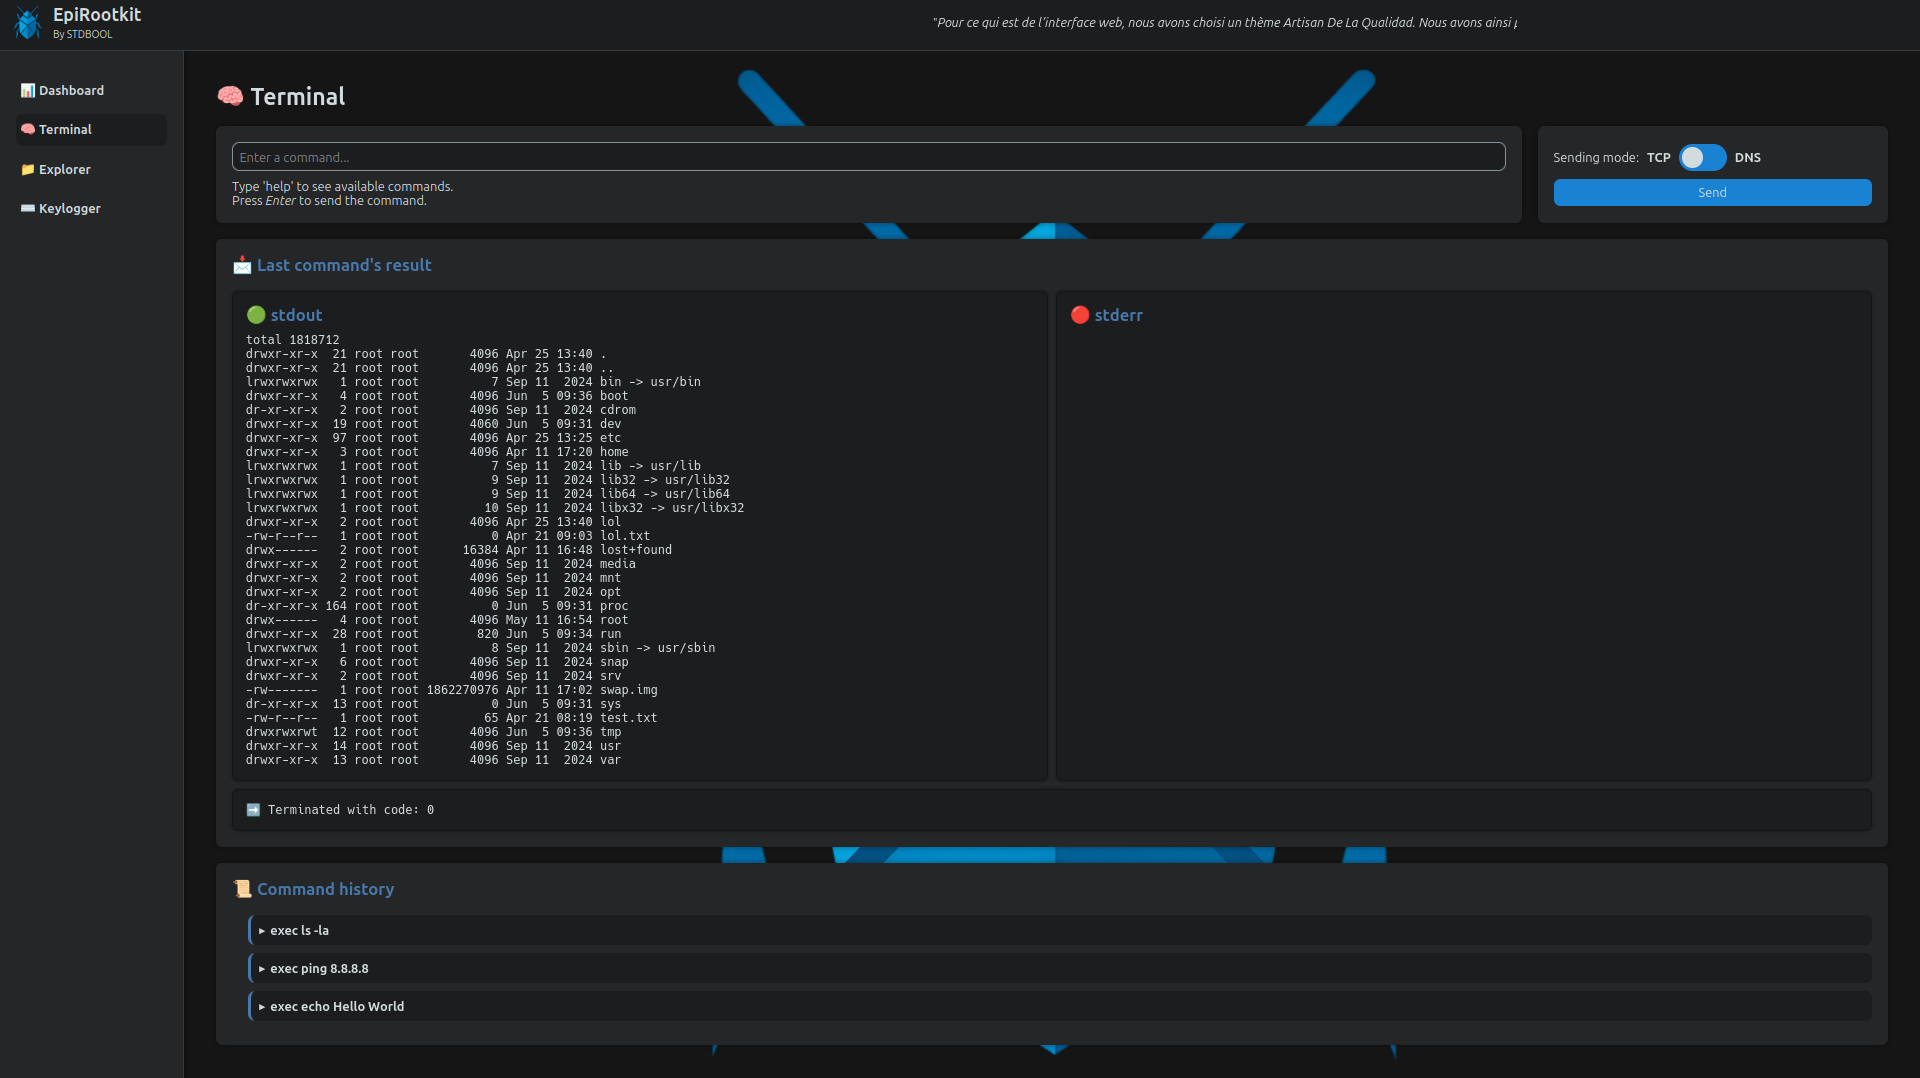 EpiRootkit
By STDBOOL
"Pour ce qui est de l'interface web, nous avons choisi un thème Artisan De La Qualidad. Nous avons ainsi
📊 Dashboard
🧠 Terminal
📁 Explorer
⌨️ Keylogger
🧠 Terminal
Enter a command...
Type 'help' to see available commands.
Press Enter to send the command.
Sending mode: TCP DNS
Send
📩 Last command's result
🟢 stdout
total 1818712
drwxr-xr-x  21 root root       4096 Apr 25 13:40 .
drwxr-xr-x  21 root root       4096 Apr 25 13:40 ..
lrwxrwxrwx   1 root root          7 Sep 11  2024 bin -> usr/bin
drwxr-xr-x   4 root root       4096 Jun  5 09:36 boot
dr-xr-xr-x   2 root root       4096 Sep 11  2024 cdrom
drwxr-xr-x  19 root root       4060 Jun  5 09:31 dev
drwxr-xr-x  97 root root       4096 Apr 25 13:25 etc
drwxr-xr-x   3 root root       4096 Apr 11 17:20 home
lrwxrwxrwx   1 root root          7 Sep 11  2024 lib -> usr/lib
lrwxrwxrwx   1 root root          9 Sep 11  2024 lib32 -> usr/lib32
lrwxrwxrwx   1 root root          9 Sep 11  2024 lib64 -> usr/lib64
lrwxrwxrwx   1 root root         10 Sep 11  2024 libx32 -> usr/libx32
drwxr-xr-x   2 root root       4096 Apr 25 13:40 lol
-rw-r--r--   1 root root          0 Apr 21 09:03 lol.txt
drwx------   2 root root      16384 Apr 11 16:48 lost+found
drwxr-xr-x   2 root root       4096 Sep 11  2024 media
drwxr-xr-x   2 root root       4096 Sep 11  2024 mnt
drwxr-xr-x   2 root root       4096 Sep 11  2024 opt
dr-xr-xr-x 164 root root          0 Jun  5 09:31 proc
drwx------   4 root root       4096 May 11 16:54 root
drwxr-xr-x  28 root root        820 Jun  5 09:34 run
lrwxrwxrwx   1 root root          8 Sep 11  2024 sbin -> usr/sbin
drwxr-xr-x   6 root root       4096 Sep 11  2024 snap
drwxr-xr-x   2 root root       4096 Sep 11  2024 srv
-rw-------   1 root root 1862270976 Apr 11 17:02 swap.img
dr-xr-xr-x  13 root root          0 Jun  5 09:31 sys
-rw-r--r--   1 root root         65 Apr 21 08:19 test.txt
drwxrwxrwt  12 root root       4096 Jun  5 09:36 tmp
drwxr-xr-x  14 root root       4096 Sep 11  2024 usr
drwxr-xr-x  13 root root       4096 Sep 11  2024 var
🔴 stderr
➡️ Terminated with code: 0
📜 Command history
▸ exec ls -la
▸ exec ping 8.8.8.8
▸ exec echo Hello World